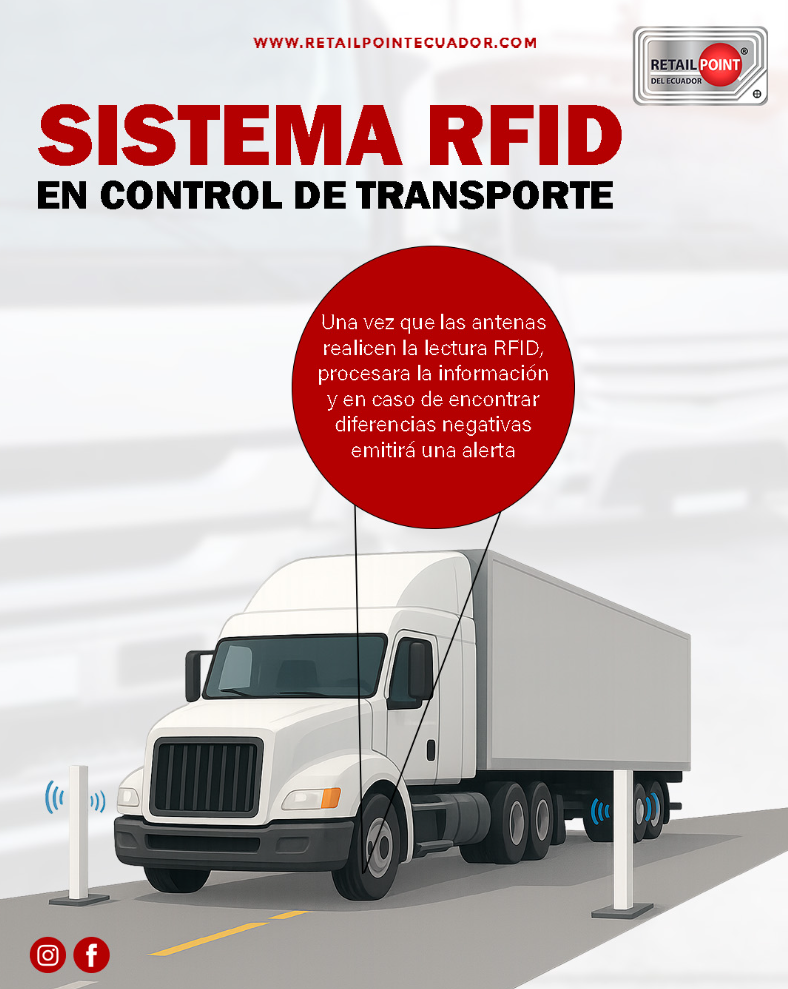 WWW.RETAILPOINTECUADOR.COM
RETAIL POINT®
DEL ECUADOR
SISTEMA RFID
EN CONTROL DE TRANSPORTE
Una vez que las antenas
realicen la lectura RFID,
procesara la información
y en caso de encontrar
diferencias negativas
emitirá una alerta